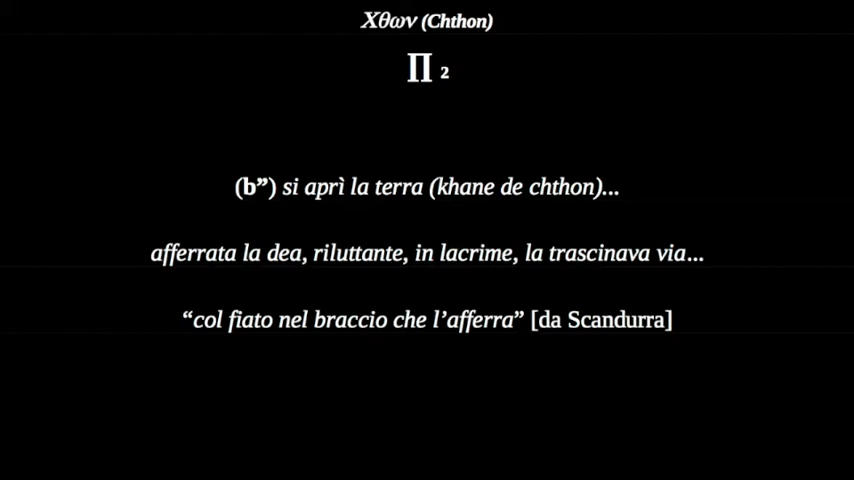 Χθων (Chthon)
∏ 2
(b”) si aprì la terra (khane de chthon)...
afferrata la dea, riluttante, in lacrime, la trascinava via...
“col fiato nel braccio che l’afferra” [da Scandurra]